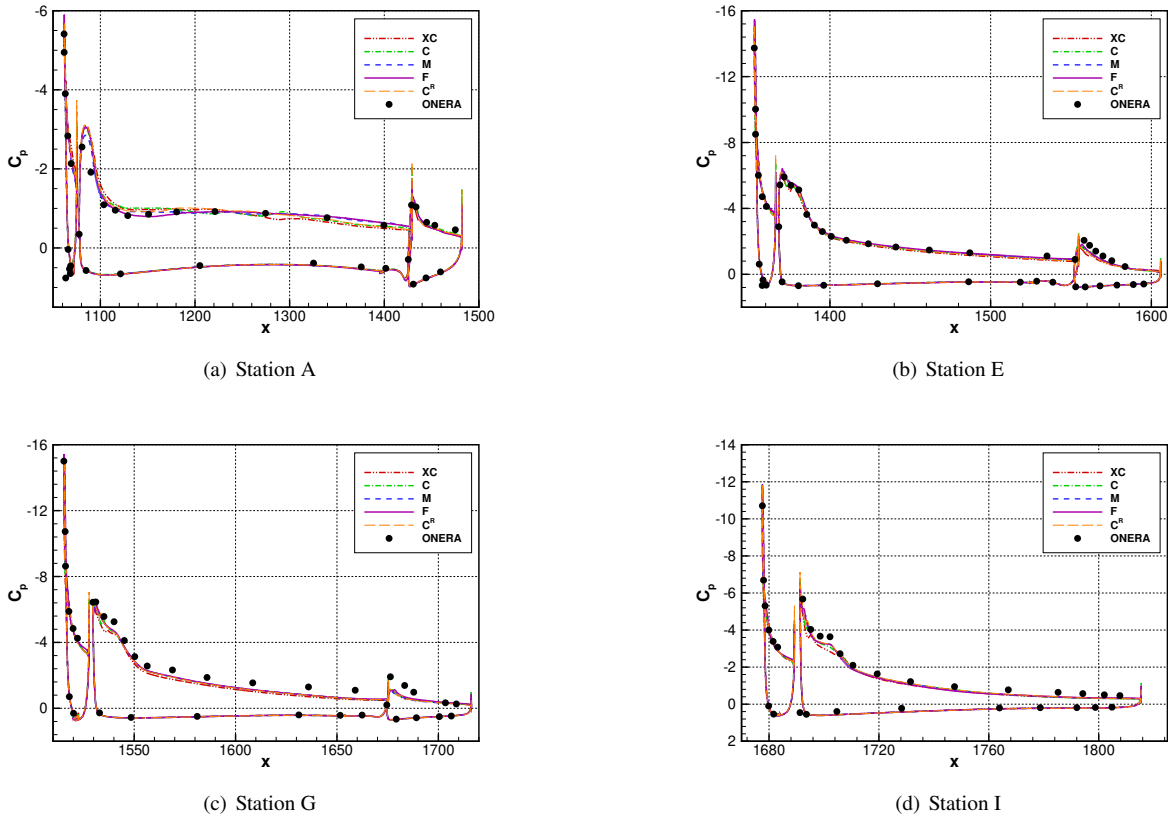 -6
-4
-2
0
C_p
1100
1200
1300
1400
1500
x
XC
C
M
F
C^R
ONERA
(a) Station A
-16
-12
-8
-4
0
C_p
1400
1500
1600
x
XC
C
M
F
C^R
ONERA
(b) Station E
-16
-12
-8
-4
0
C_p
1550
1600
1650
1700
x
XC
C
M
F
C^R
ONERA
(c) Station G
-14
-12
-10
-8
-6
-4
-2
0
2
C_p
1680
1720
1760
1800
x
XC
C
M
F
C^R
ONERA
(d) Station I